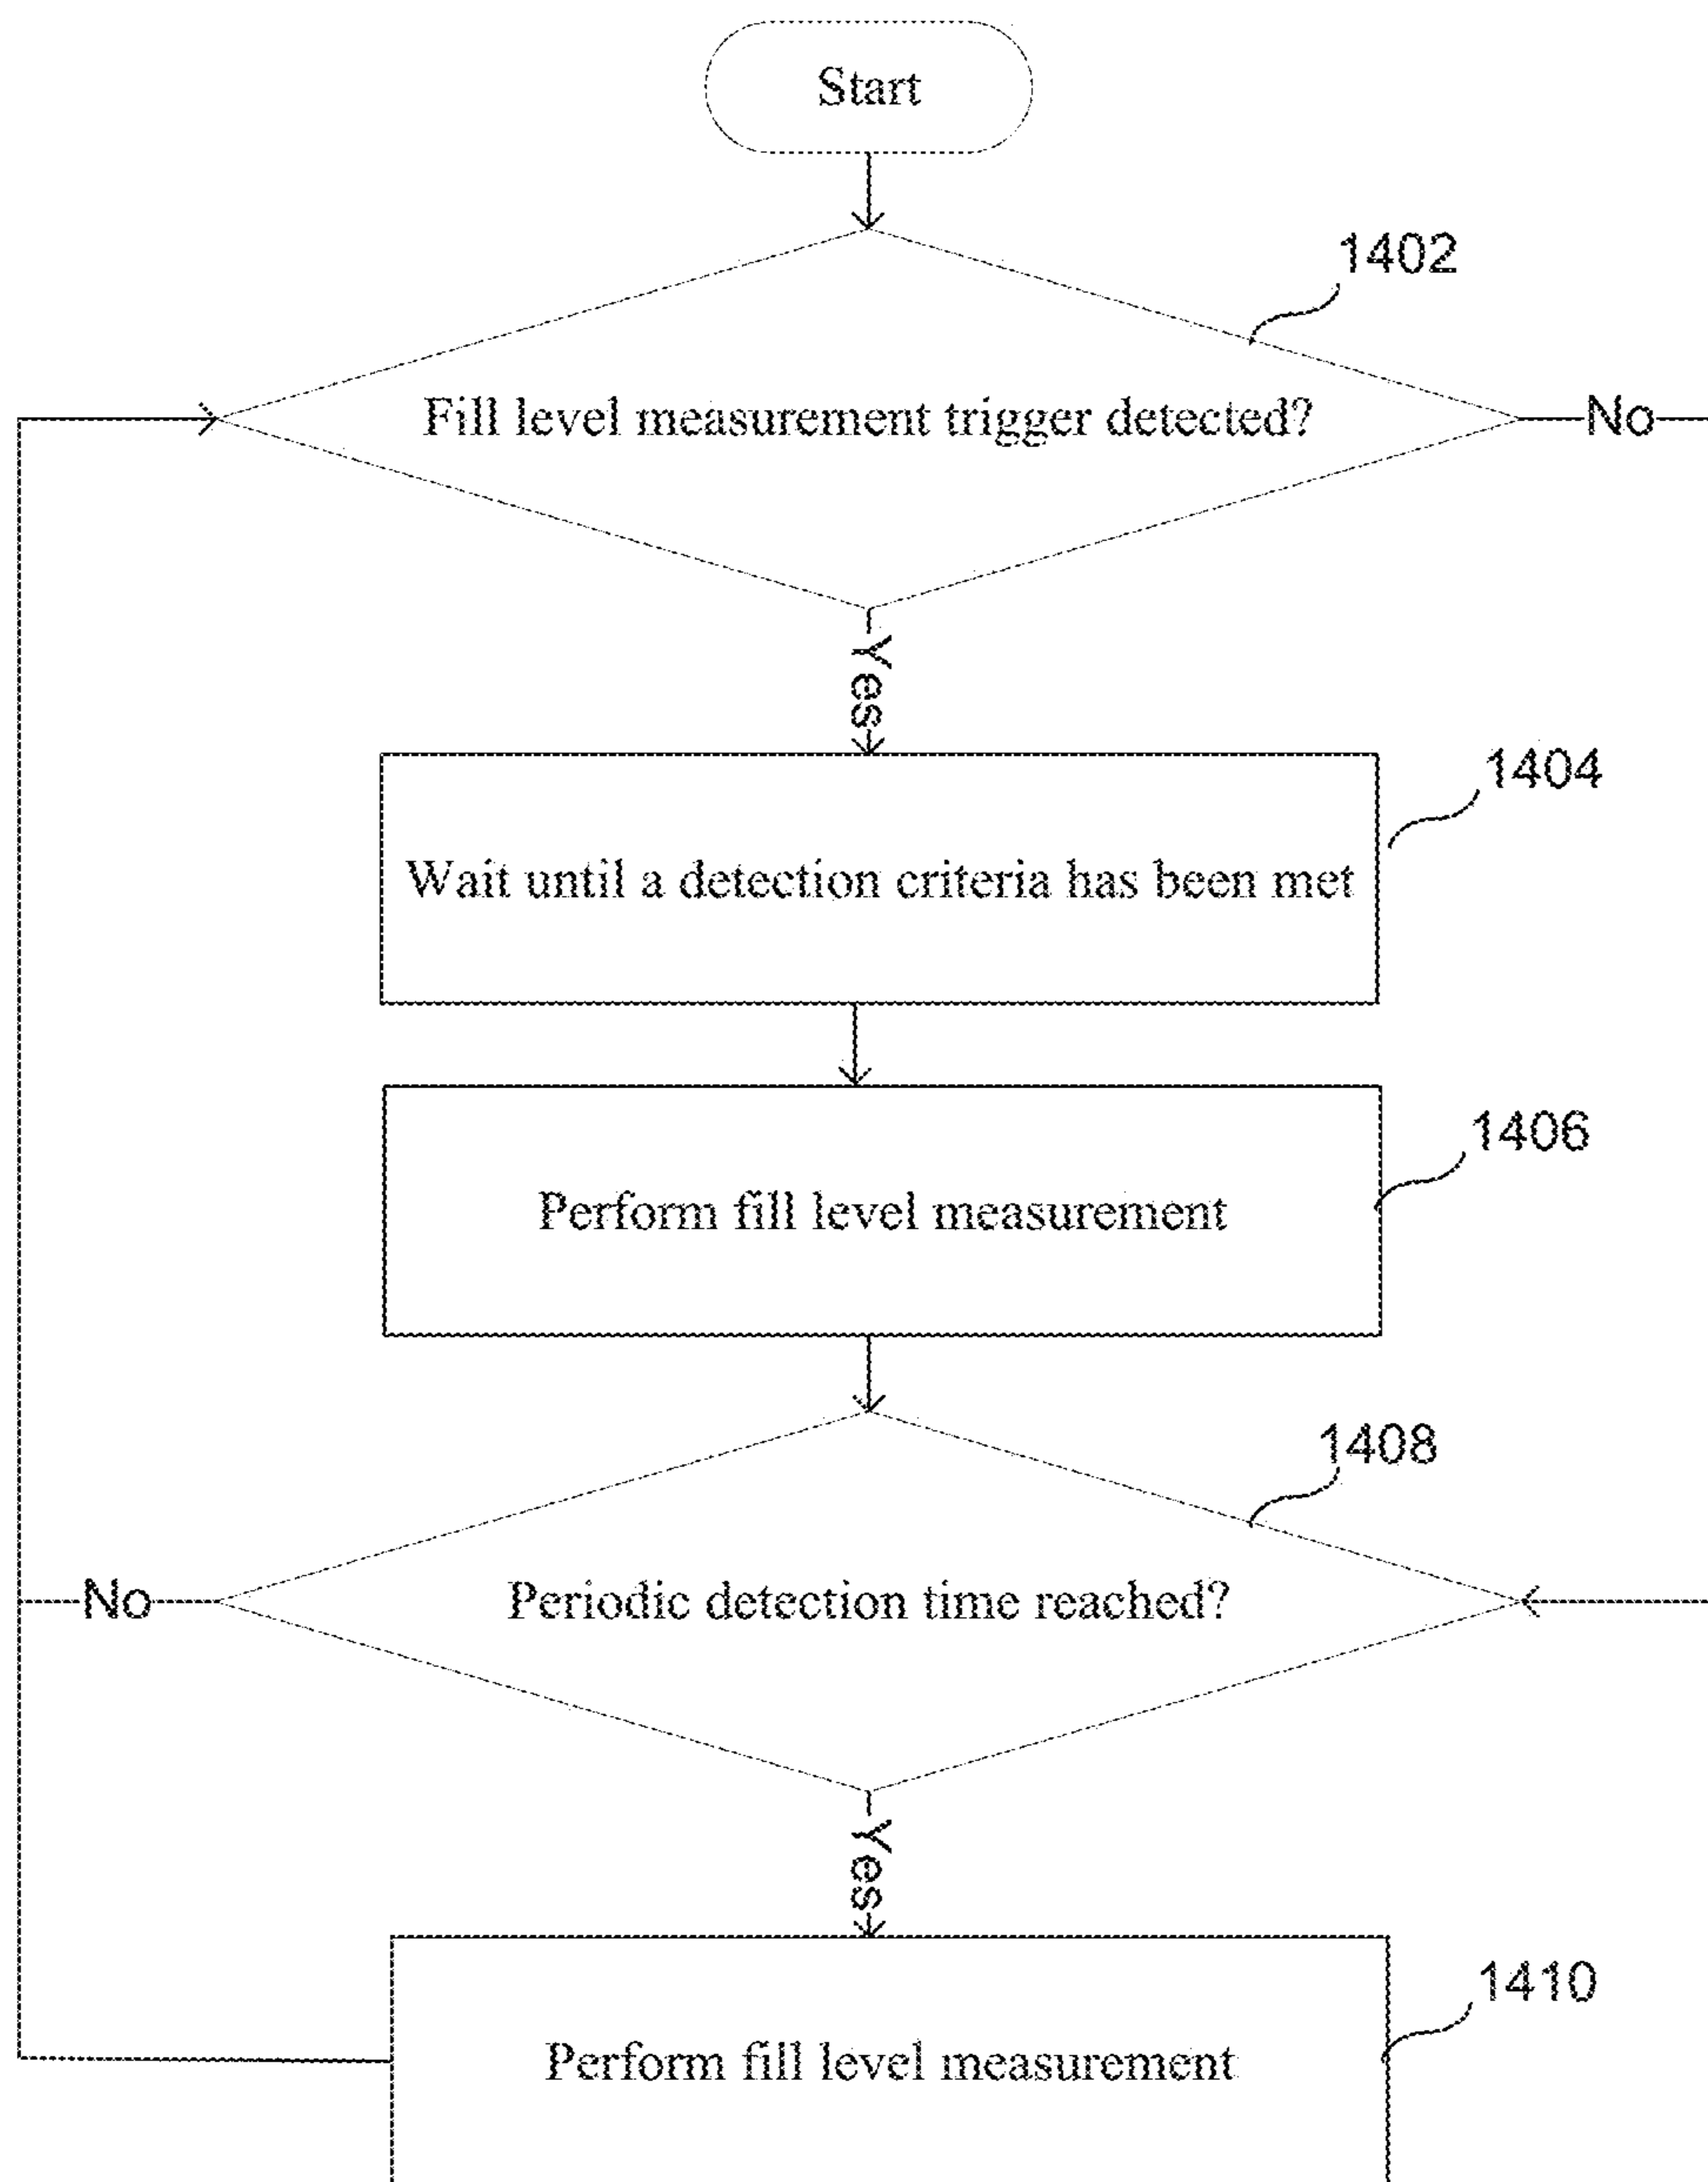 Start
1402
Fill level measurement trigger detected?
No
Yes
1404
Wait until a detection criteria has been met
1406
Perform fill level measurement
1408
Periodic detection time reached?
No
Yes
1410
Perform fill level measurement